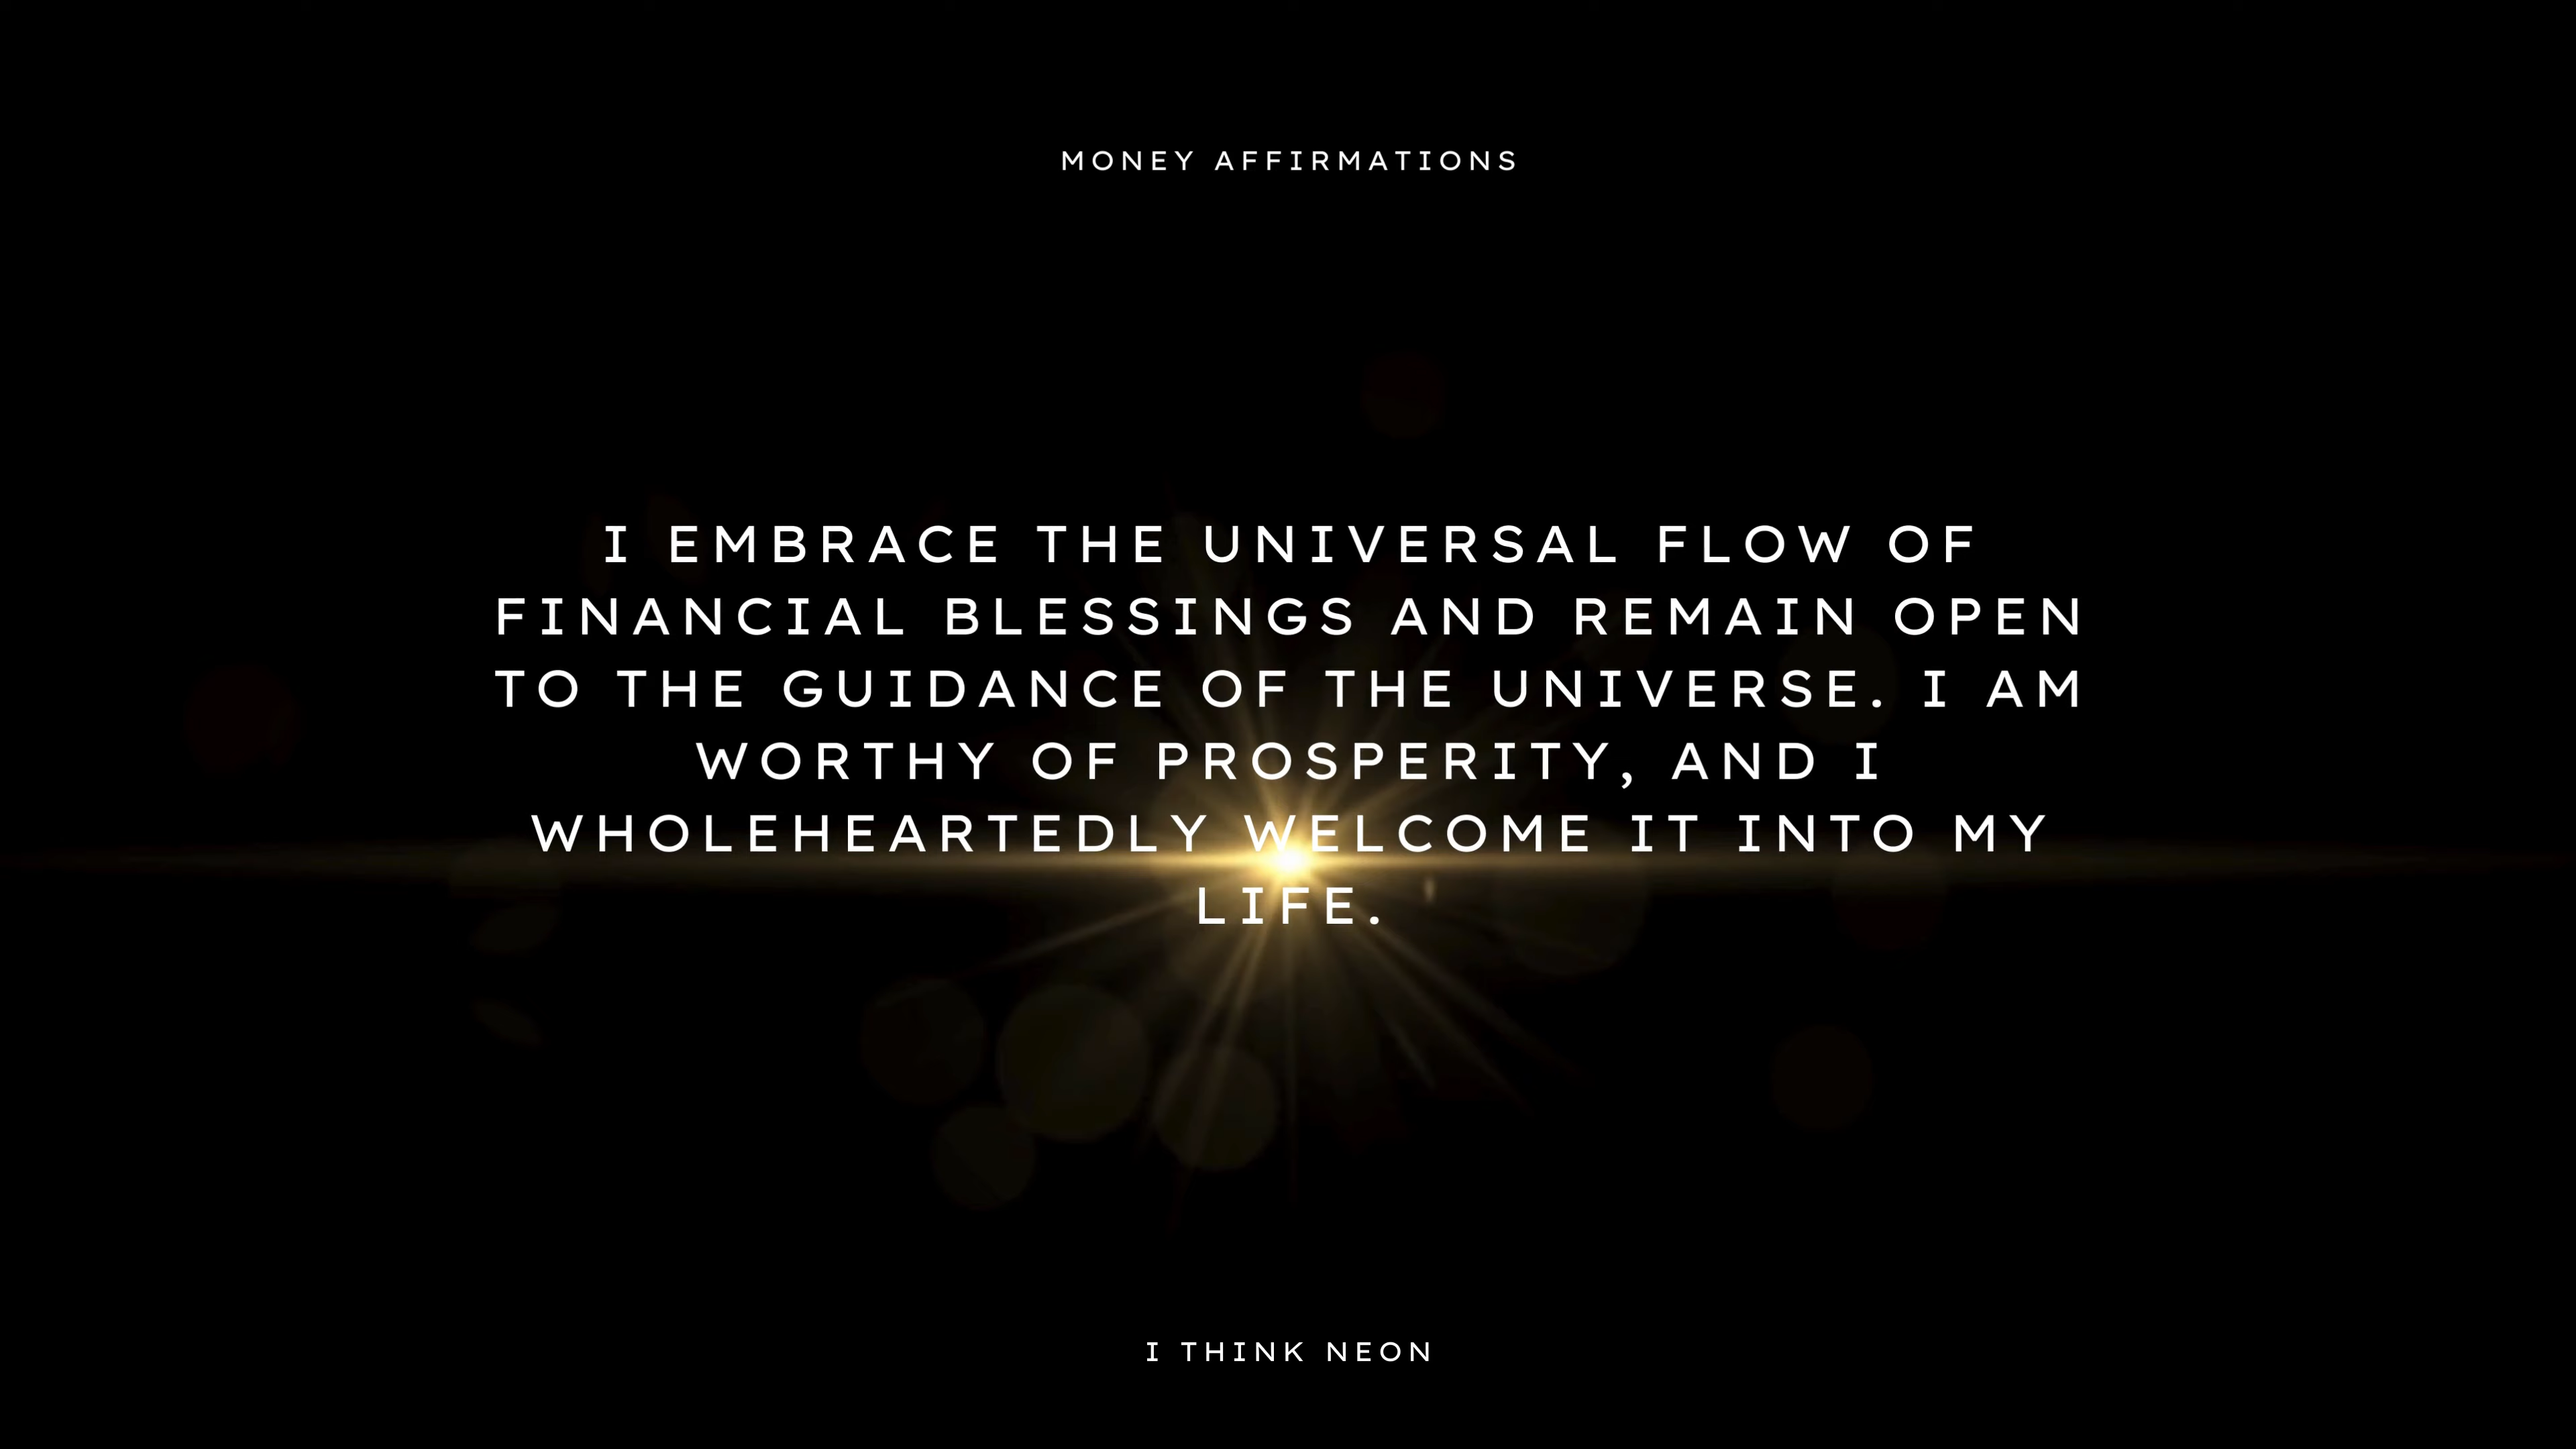 MONEY AFFIRMATIONS
I EMBRACE THE UNIVERSAL FLOW OF
FINANCIAL BLESSINGS AND REMAIN OPEN
TO THE GUIDANCE OF THE UNIVERSE. I AM
WORTHY OF PROSPERITY, AND I
WHOLEHEARTEDLY WELCOME IT INTO MY
LIFE.
I THINK NEON